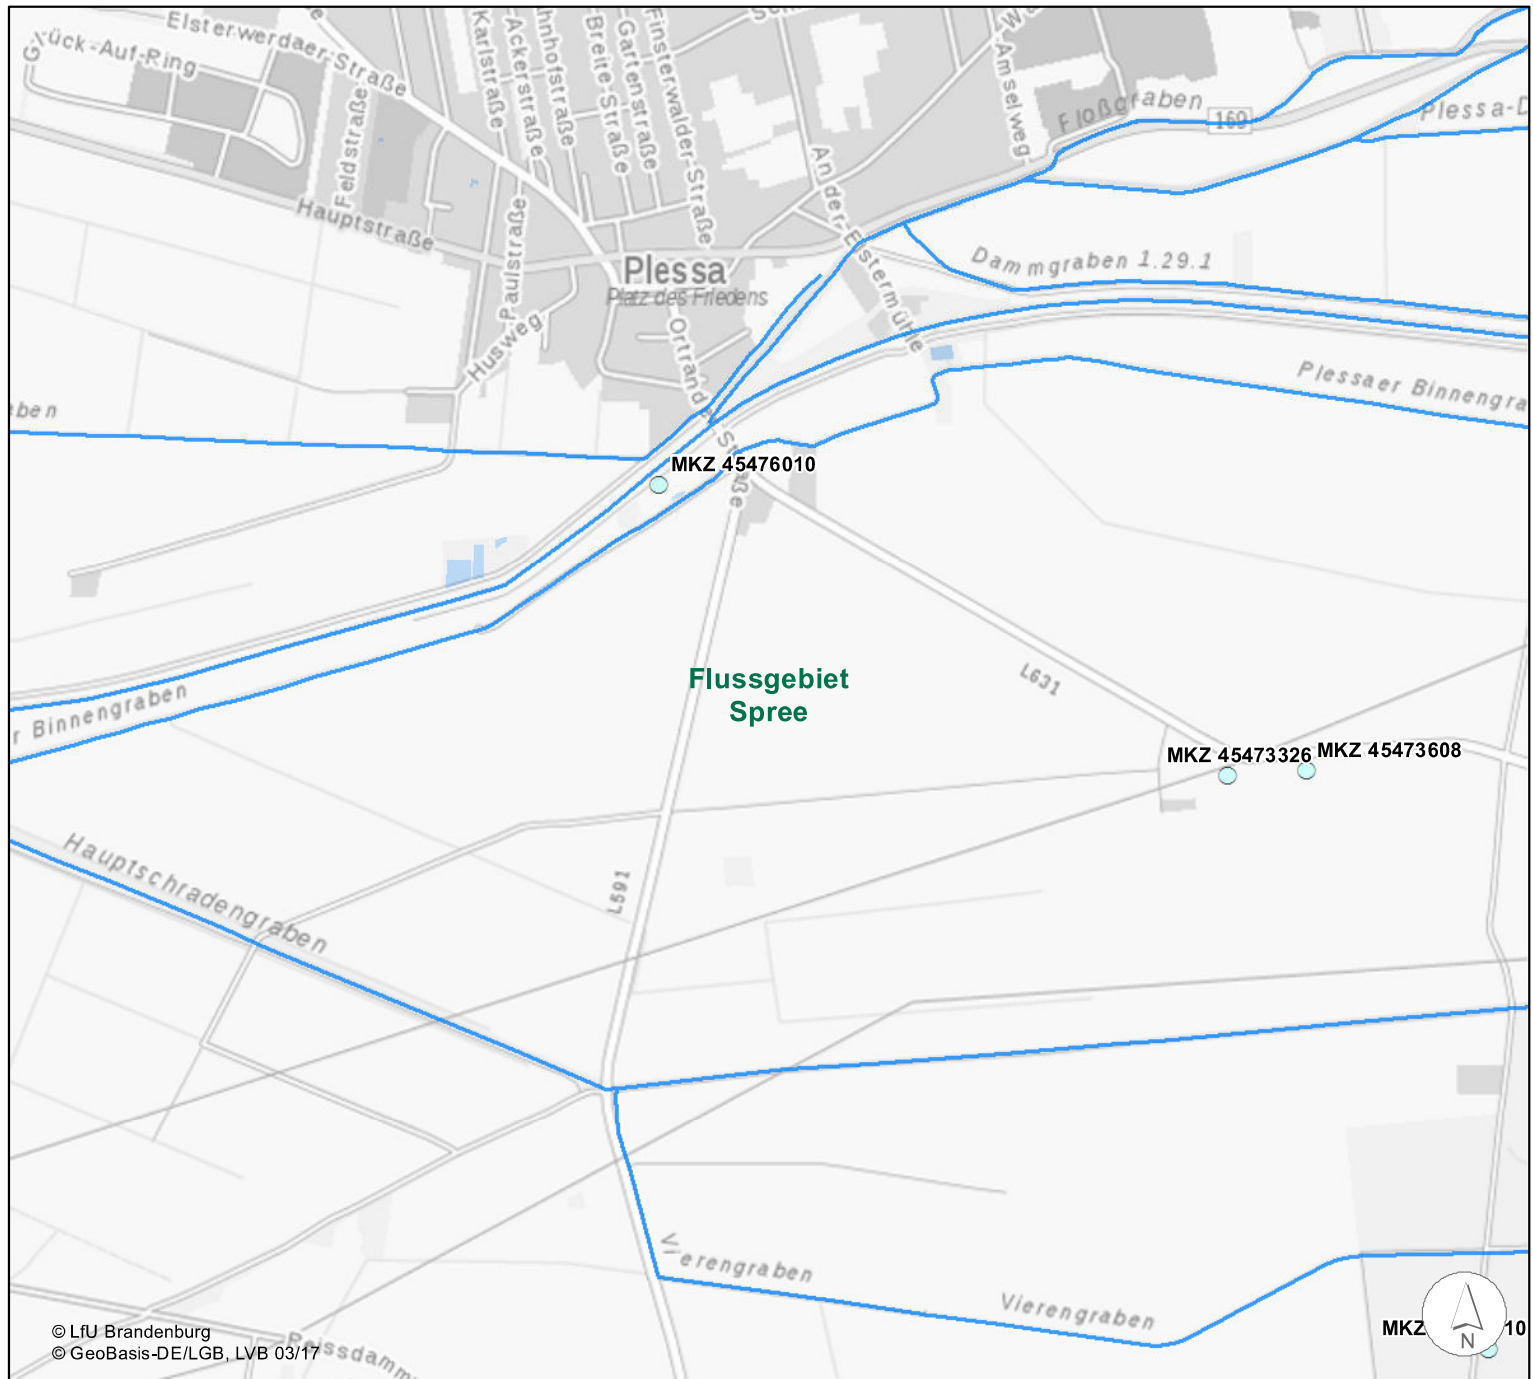 Elsterwerdaer-Straße
Glück-Auf-Ring
Feldstraße
Karlstraße
Ackerstraße
hnhofstraße
Breite-Straße
Gartenstraße
Finsterwalder-Straße
Amselweg
An-der-Elstermühle
Floßgraben
169
Plessa-D
Hauptstraße
Paulstraße
Plessa
Platz des Friedens
Dammgraben 1.29.1
Husweg
Ortrander-Straße
Plessaer Binnengra
aben
MKZ 45476010
Flussgebiet
Spree
L631
r Binnengraben
MKZ 45473326
MKZ 45473608
Hauptschradengraben
L591
Vierengraben
Vierengraben
MKZ
10
N
© LfU Brandenburg
© GeoBasis-DE/LGB, LVB 03/17
Reissdamm